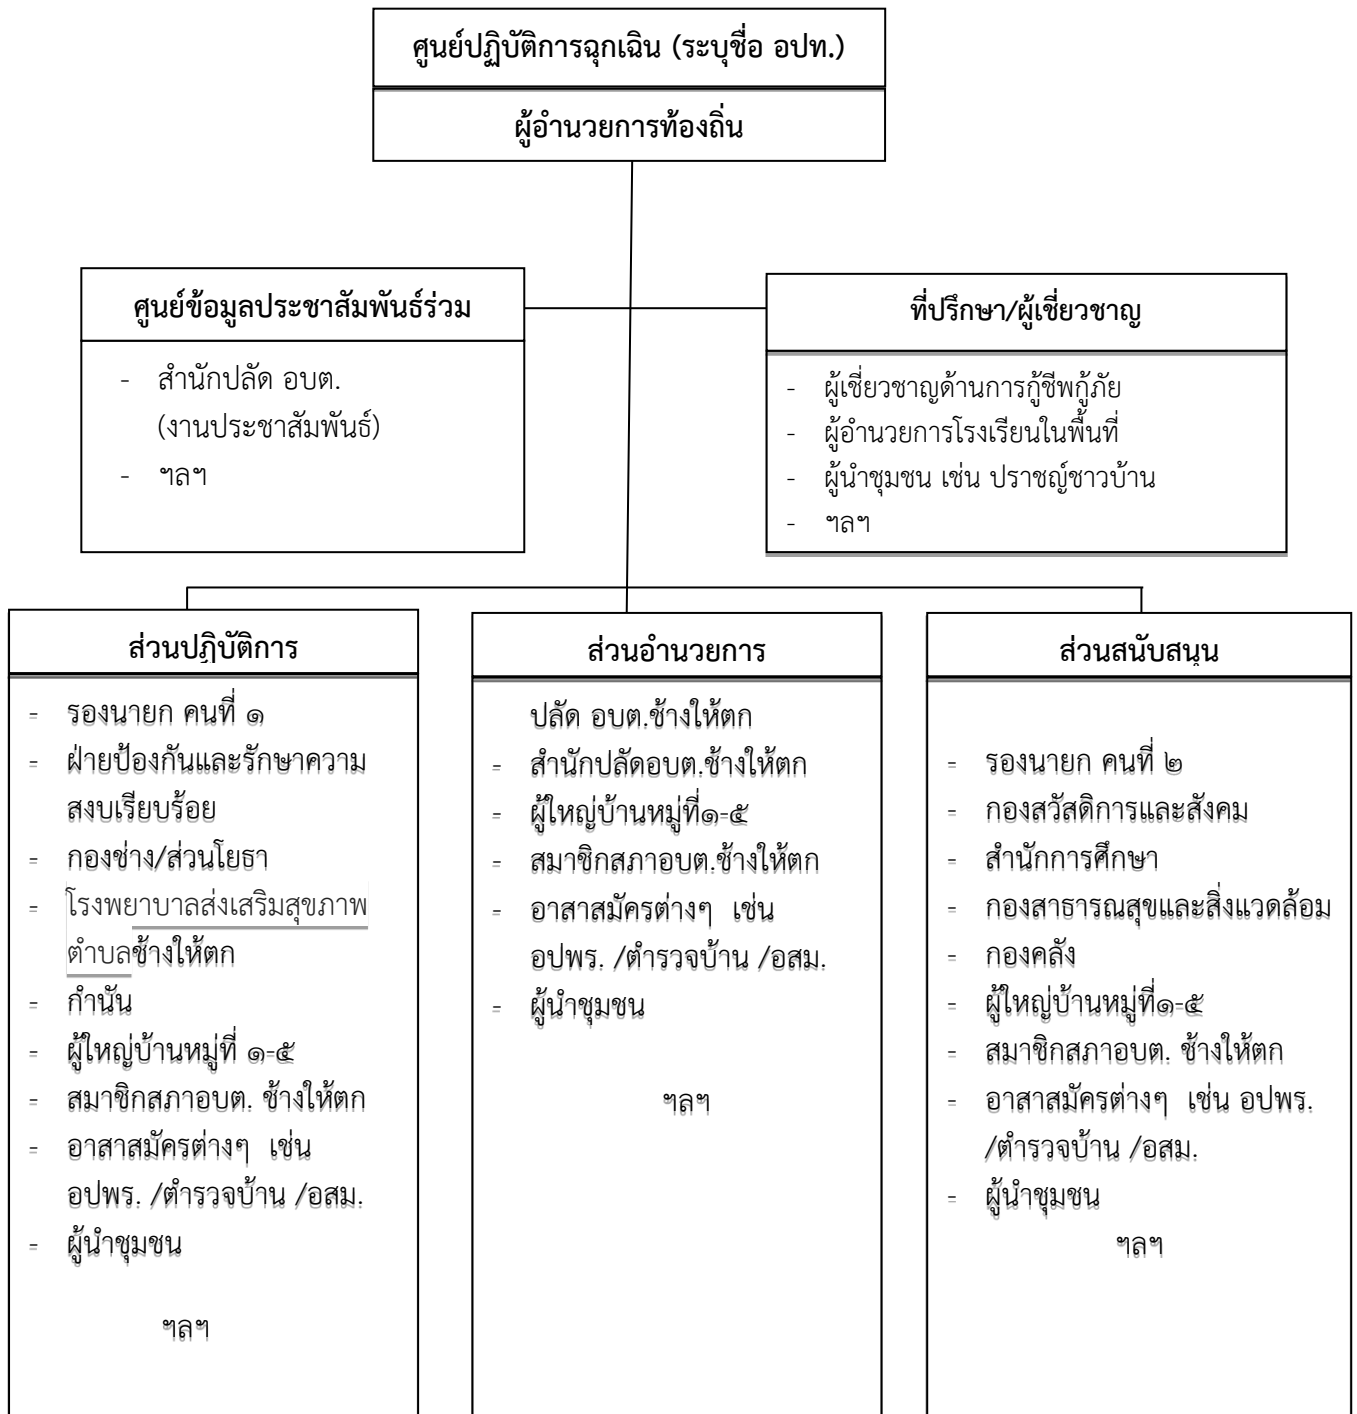 ศูนย์ปฏิบัติการฉุกเฉิน (ระบุชื่อ อปท.)
ผู้อำนวยการท้องถิ่น
ศูนย์ข้อมูลประชาสัมพันธ์ร่วม
- สำนักปลัด อบต.
(งานประชาสัมพันธ์)
- ฯลฯ
ที่ปรึกษา/ผู้เชี่ยวชาญ
- ผู้เชี่ยวชาญด้านการกู้ชีพกู้ภัย
- ผู้อำนวยการโรงเรียนในพื้นที่
- ผู้นำชุมชน เช่น ปราชญ์ชาวบ้าน
- ฯลฯ
ส่วนปฏิบัติการ
- รองนายก คนที่ ๑
- ฝ่ายป้องกันและรักษาความ
สงบเรียบร้อย
- กองช่าง/ส่วนโยธา
- โรงพยาบาลส่งเสริมสุขภาพ
ตำบลช้างให้ตก
- กำนัน
- ผู้ใหญ่บ้านหมู่ที่ ๑-๕
- สมาชิกสภาอบต. ช้างให้ตก
- อาสาสมัครต่างๆ เช่น
อปพร. /ตำรวจบ้าน /อสม.
- ผู้นำชุมชน
ฯลฯ
ส่วนอำนวยการ
ปลัด อบต.ช้างให้ตก
- สำนักปลัดอบต.ช้างให้ตก
- ผู้ใหญ่บ้านหมู่ที่๑-๕
- สมาชิกสภาอบต.ช้างให้ตก
- อาสาสมัครต่างๆ เช่น
อปพร. /ตำรวจบ้าน /อสม.
- ผู้นำชุมชน
ฯลฯ
ส่วนสนับสนุน
- รองนายก คนที่ ๒
- กองสวัสดิการและสังคม
- สำนักการศึกษา
- กองสาธารณสุขและสิ่งแวดล้อม
- กองคลัง
- ผู้ใหญ่บ้านหมู่ที่๑-๕
- สมาชิกสภาอบต. ช้างให้ตก
- อาสาสมัครต่างๆ เช่น อปพร.
/ตำรวจบ้าน /อสม.
- ผู้นำชุมชน
ฯลฯ